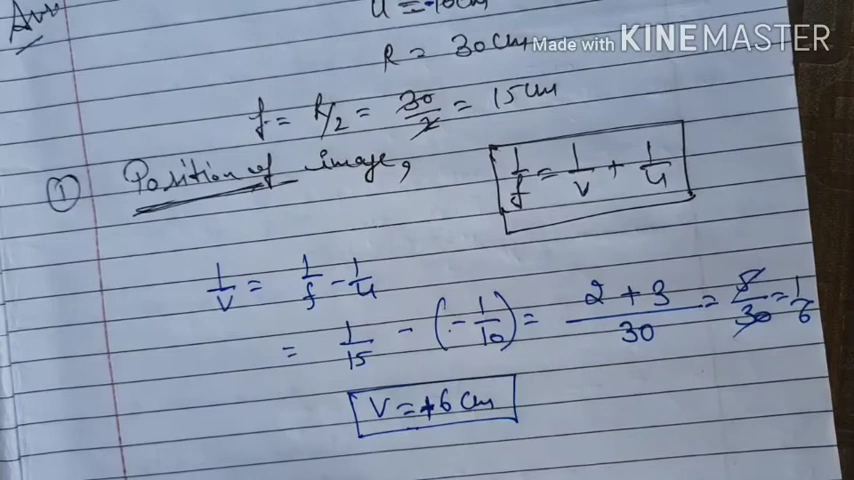 Ans
u = -10cm
R = 30cm
Made with KINEMASTER
f = R/2 = 30/2 = 15cm
① Position of image,
1/f = 1/v + 1/u
1/v = 1/f - 1/u
= 1/15 - (-1/10) = 2 + 3/30 = 5/30 = 1/6
V = +6 cm